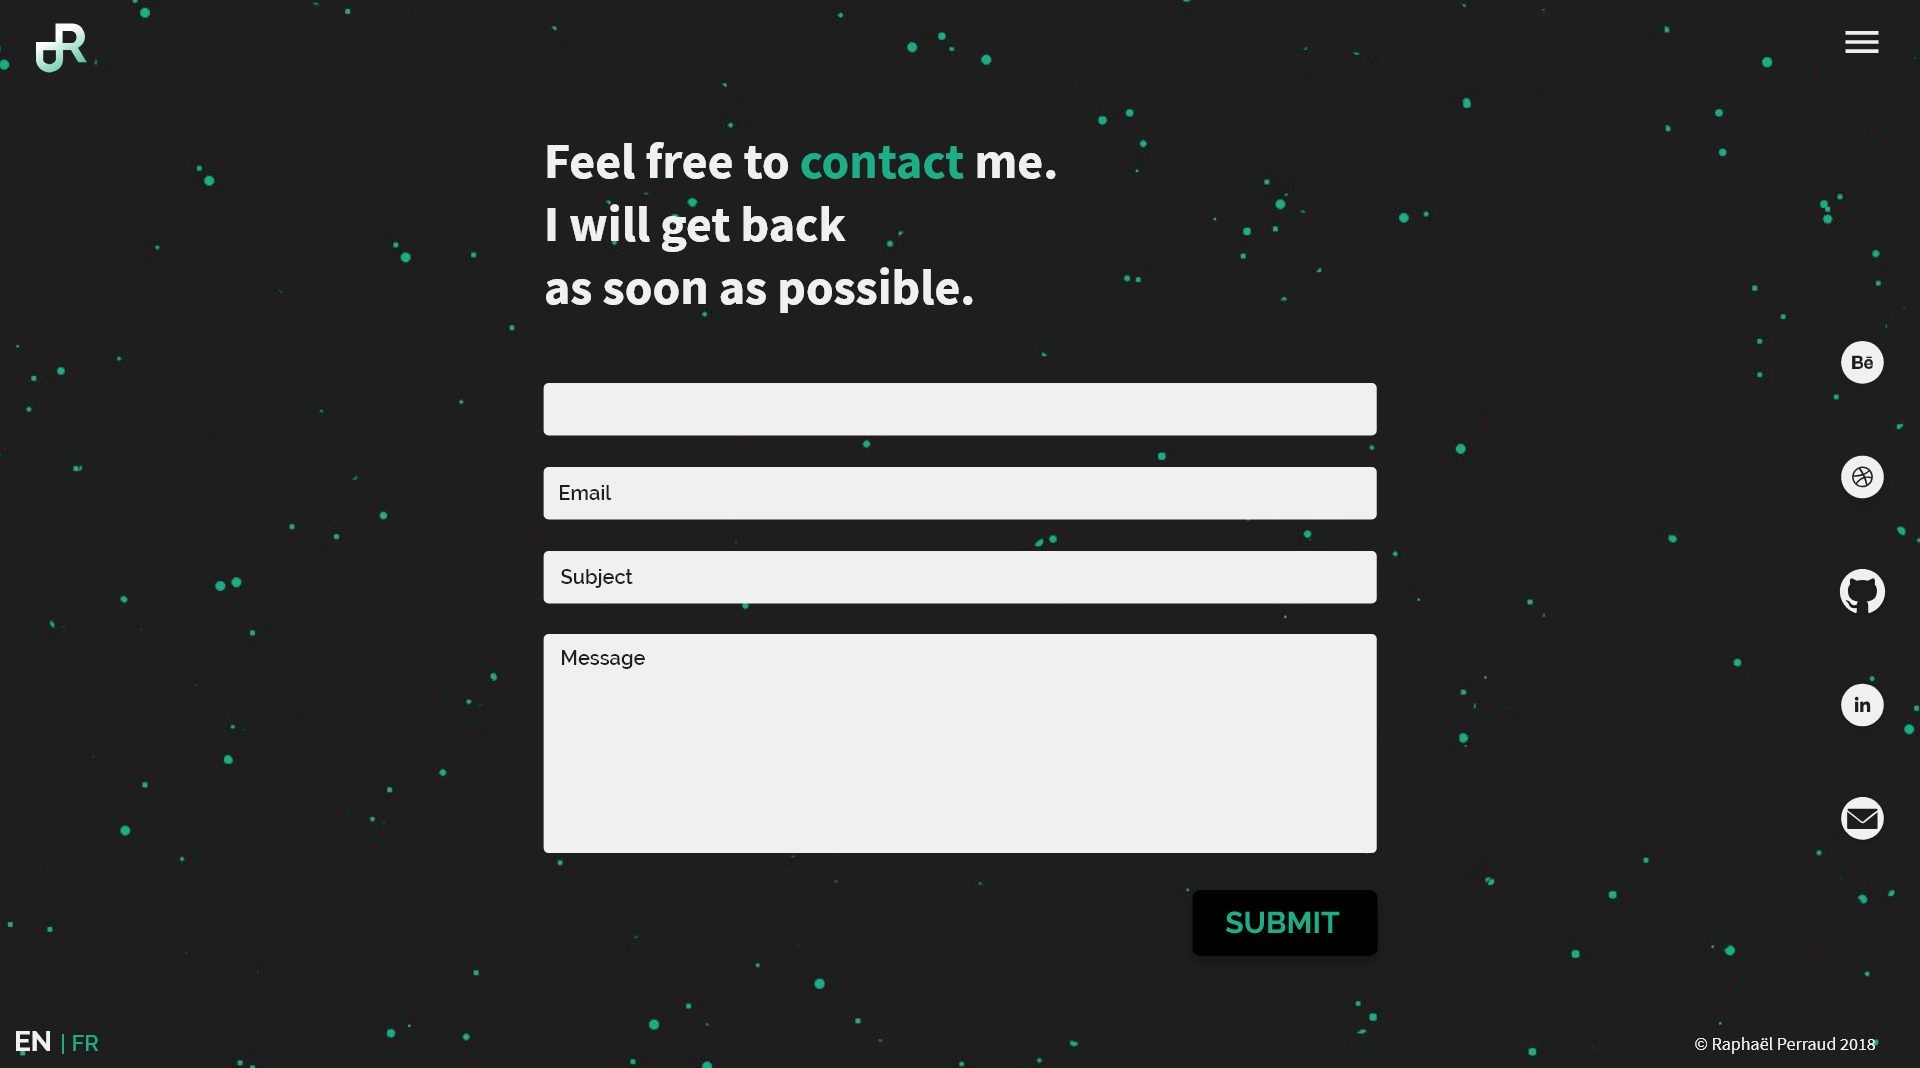 R
Feel free to contact me.
I will get back
as soon as possible.
Bē
Email
Subject
in
Message
SUBMIT
EN | FR
© Raphaël Perraud 2018